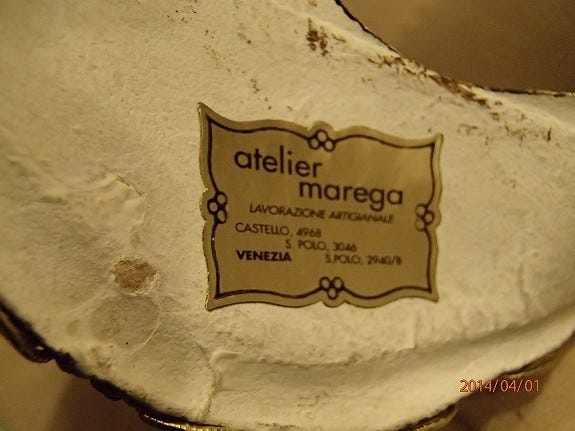 atelier
marega
LAVORAZIONE ARTIGIANALE
CASTELLO, 4968
S. POLO, 3046
VENEZIA S.POLO, 2940/B
2014/04/01